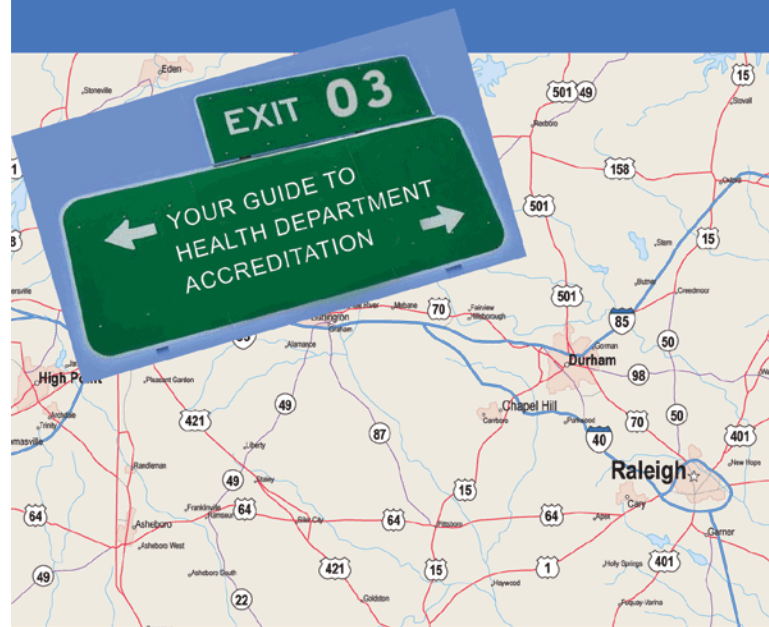 EXIT 03
YOUR GUIDE TO
HEALTH DEPARTMENT
ACCREDITATION
Eden
Stoneville
501
49
15
Stovall
Roxboro
158
Oxford
501
15
Stem
Butner
Creedmoor
501
85
Mebane
70
Fairview
Hillsborough
Burlington
Graham
Alamance
Gorman
50
Durham
98
High Point
Pleasant Garden
421
49
87
Chapel Hill
Carrboro
Parkwood
40
70
50
401
Archdale
Trinity
Liberty
Raleigh
New Hope
Randleman
49
Staley
15
Cary
64
Asheboro
Franklinville
Ramseur
64
Siler City
64
Pittsboro
64
Apex
Garner
Asheboro West
49
Asheboro South
22
421
Goldston
15
Haywood
1
Holly Springs
401
Fuquay-Varina